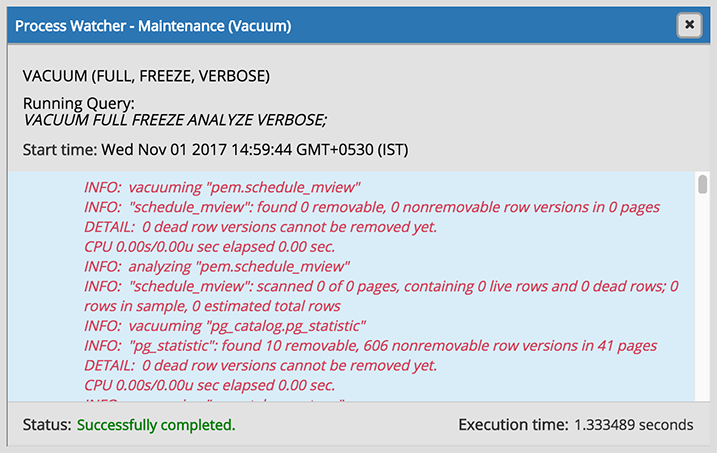 Process Watcher - Maintenance (Vacuum)
VACUUM (FULL, FREEZE, VERBOSE)
Running Query:
VACUUM FULL FREEZE ANALYZE VERBOSE;
Start time: Wed Nov 01 2017 14:59:44 GMT+0530 (IST)
INFO: vacuuming "pem.schedule_mview"
INFO: "schedule_mview": found 0 removable, 0 nonremovable row versions in 0 pages
DETAIL: 0 dead row versions cannot be removed yet.
CPU 0.00s/0.00u sec elapsed 0.00 sec.
INFO: analyzing "pem.schedule_mview"
INFO: "schedule_mview": scanned 0 of 0 pages, containing 0 live rows and 0 dead rows; 0
rows in sample, 0 estimated total rows
INFO: vacuuming "pg_catalog.pg_statistic"
INFO: "pg_statistic": found 10 removable, 606 nonremovable row versions in 41 pages
DETAIL: 0 dead row versions cannot be removed yet.
CPU 0.00s/0.00u sec elapsed 0.00 sec.
Status: Successfully completed.
Execution time: 1.333489 seconds